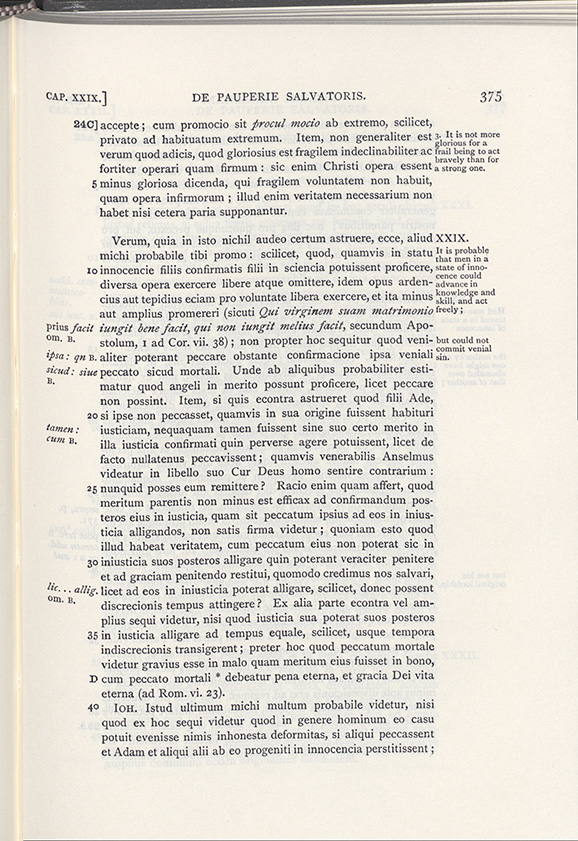 CAP. XXIX.] DE PAUPERIE SALVATORIS. 375
24C] accepte; cum promocio sit procul mocio ab extremo, scilicet,
privato ad habituatum extremum. Item, non generaliter est
verum quod adicis, quod gloriosius est fragilem indeclinabiliter ac
fortiter operari quam firmum: sic enim Christi opera essent
5 minus gloriosa dicenda, qui fragilem voluntatem non habuit,
quam opera infirmorum; illud enim veritatem necessarium non
habet nisi cetera paria supponantur.
3. It is not more
glorious for a
frail being to act
bravely than for
a strong one.
Verum, quia in isto nichil audeo certum astruere, ecce, aliud XXIX.
michi probabile tibi promo: scilicet, quod, quamvis in statu
10 innocencie filiis confirmatis filii in sciencia potuissent proficere,
diversa opera exercere libere atque omittere, idem opus arden-
cius aut tepidius eciam pro voluntate libera exercere, et ita minus
aut amplius promereri (sicuti Qui virginem suam matrimonio
facit iungit bene facit, qui non iungit melius facit, secundum Apo-
stolum, 1 ad Cor. vii. 38); non propter hoc sequitur quod veni-
aliter poterant peccare obstante confirmacione ipsa veniali
peccato sicud mortali. Unde ab aliquibus probabiliter esti-
matur quod angeli in merito possunt proficere, licet peccare
non possint. Item, si quis econtra astrueret quod filii Ade,
20 si ipse non peccasset, quamvis in sua origine fuissent habituri
iusticiam, nequaquam tamen fuissent sine suo certo merito in
illa iusticia confirmati quin perverse agere potuissent, licet de
facto nullatenus peccavissent; quamvis venerabilis Anselmus
videatur in libello suo Cur Deus homo sentire contrarium:
25 nunquid posses eum remittere? Racio enim quam affert, quod
meritum parentis non minus est efficax ad confirmandum pos-
teros eius in iusticia, quam sit peccatum ipsius ad eos in inius-
ticia alligandos, non satis firma videtur; quoniam esto quod
illud habeat veritatem, cum peccatum eius non poterat sic in
30 iniusticia suos posteros alligare quin poterant veraciter penitere
et ad graciam penitendo restitui, quomodo credimus nos salvari,
licet ad eos in iniusticia poterat alligare, scilicet, donec possent
discrecionis tempus attingere? Ex alia parte econtra vel am-
plius sequi videtur, nisi quod iusticia sua poterat suos posteros
35 in iusticia alligare ad tempus equale, scilicet, usque tempora
indiscrecionis transigerent; preter hoc quod peccatum mortale
videtur gravius esse in malo quam meritum eius fuisset in bono,
D cum peccato mortali * debeatur pena eterna, et gracia Dei vita
eterna (ad Rom. vi. 23).
40 IOH. Istud ultimum michi multum probabile videtur, nisi
quod ex hoc sequi videtur quod in genere hominum eo casu
potuit evenisse nimis inhonesta deformitas, si aliqui peccassent
et Adam et aliqui alii ab eo progeniti in innocencia perstitissent;
It is probable
that men in a
state of inno-
cence could
advance in
knowledge and
skill, and act
freely;
but could not
commit venial
sin.
prius
om. B.
ipsa: qn B.
sicud: siue
B.
tamen:
cum B.
lic... allig.
om. B.